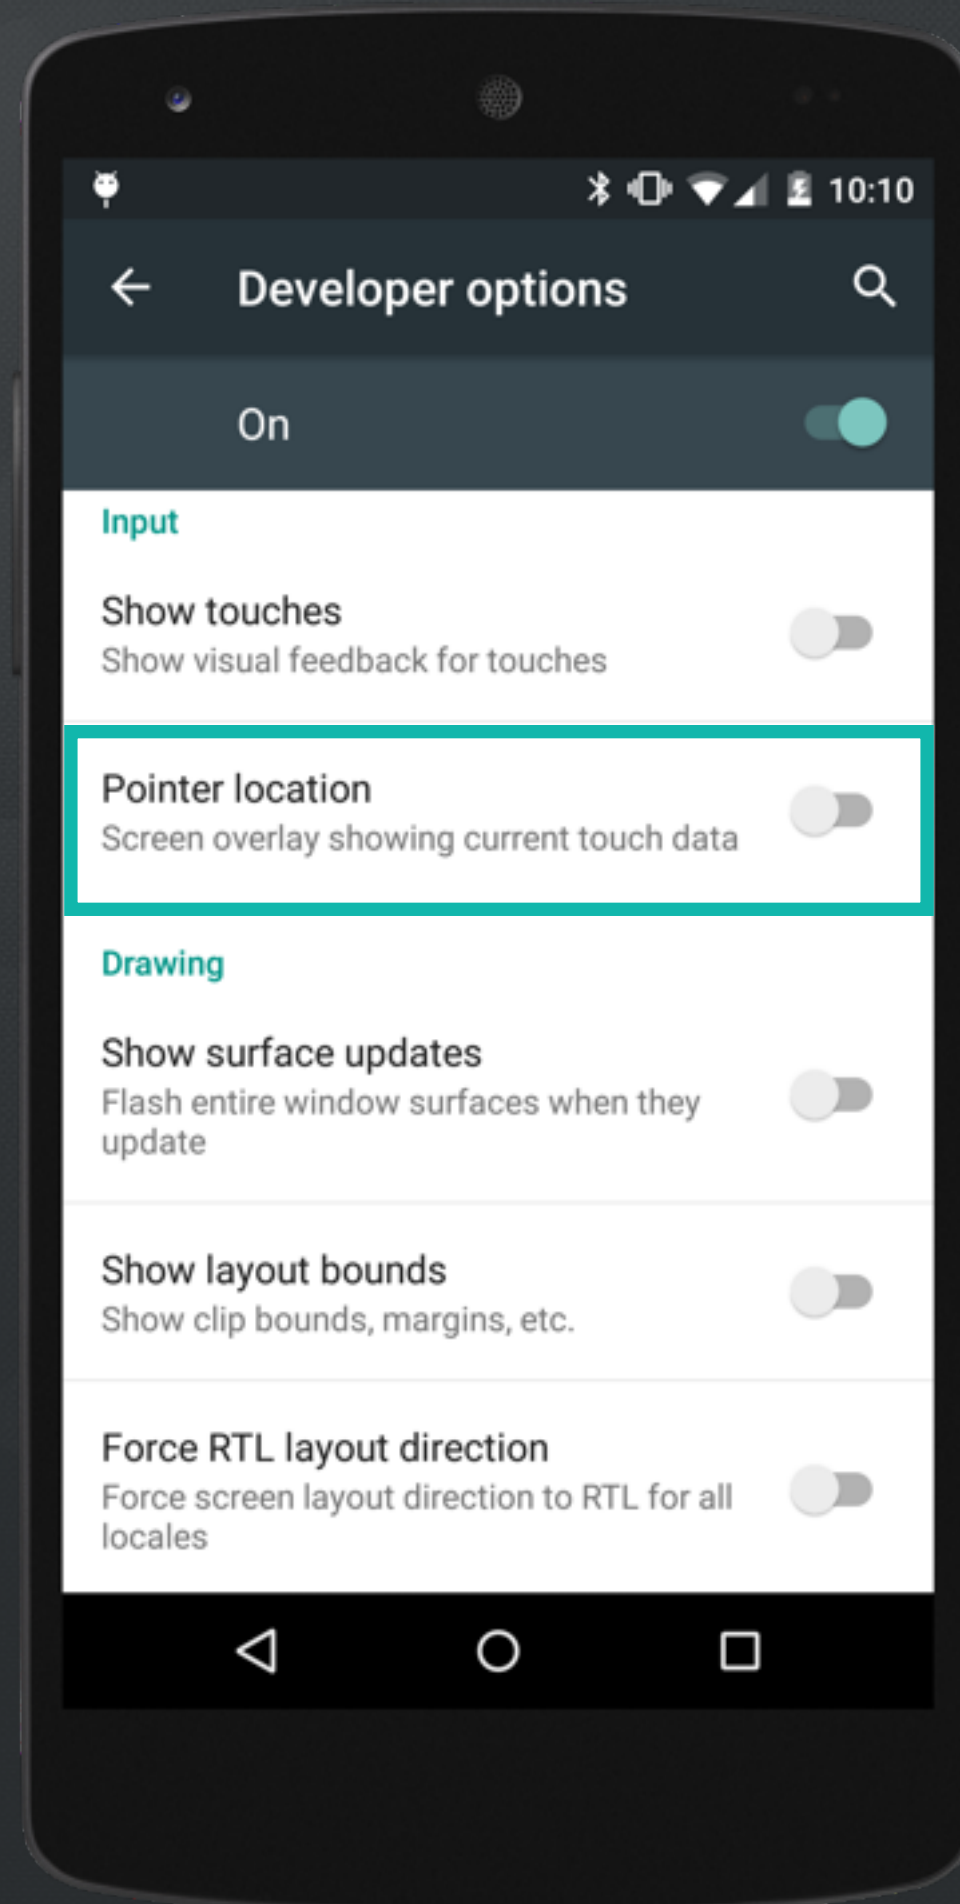 10:10
Developer options
On
Input
Show touches
Show visual feedback for touches
Pointer location
Screen overlay showing current touch data
Drawing
Show surface updates
Flash entire window surfaces when they
update
Show layout bounds
Show clip bounds, margins, etc.
Force RTL layout direction
Force screen layout direction to RTL for all
locales